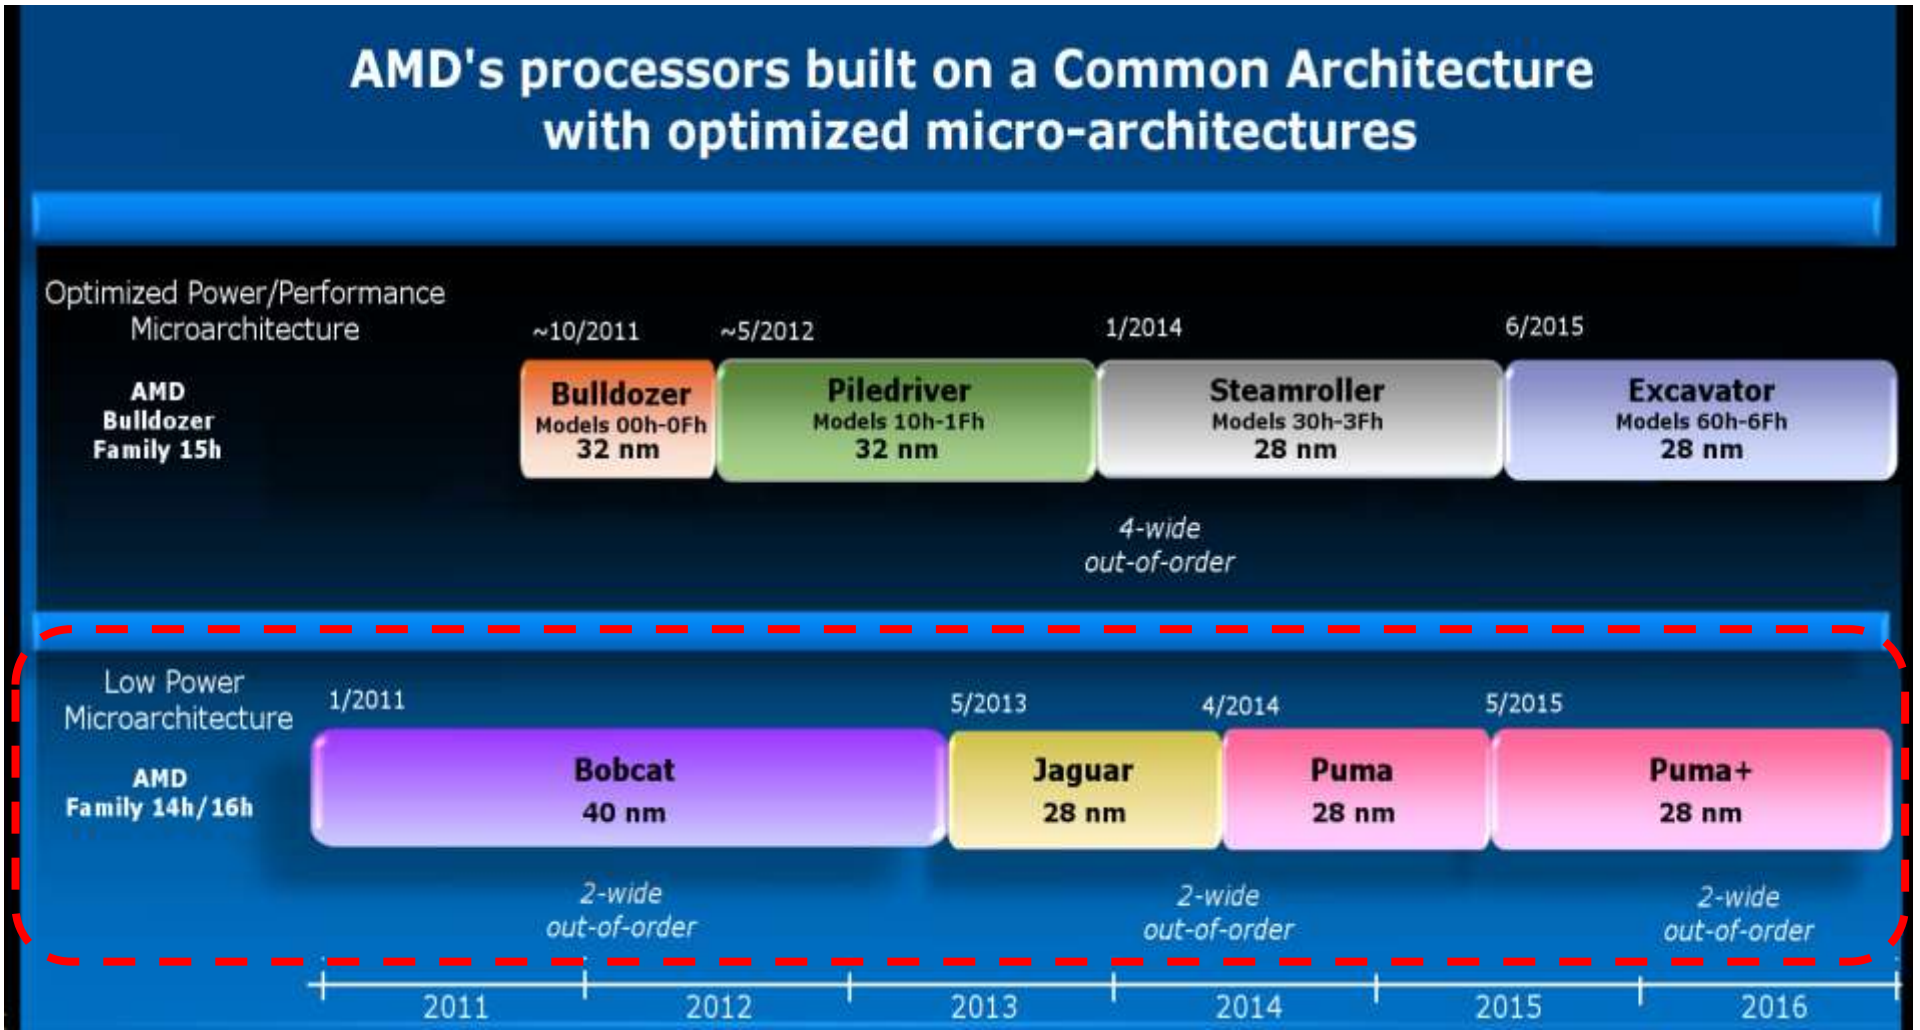 AMD's processors built on a Common Architecture
with optimized micro-architectures
Optimized Power/Performance
Microarchitecture
~10/2011
~5/2012
1/2014
6/2015
AMD
Bulldozer
Family 15h
Bulldozer
Models 00h-0Fh
32 nm
Piledriver
Models 10h-1Fh
32 nm
Steamroller
Models 30h-3Fh
28 nm
Excavator
Models 60h-6Fh
28 nm
4-wide
out-of-order
Low Power
Microarchitecture
1/2011
5/2013
4/2014
5/2015
AMD
Family 14h/16h
Bobcat
40 nm
Jaguar
28 nm
Puma
28 nm
Puma+
28 nm
2-wide
out-of-order
2-wide
out-of-order
2-wide
out-of-order
2011
2012
2013
2014
2015
2016